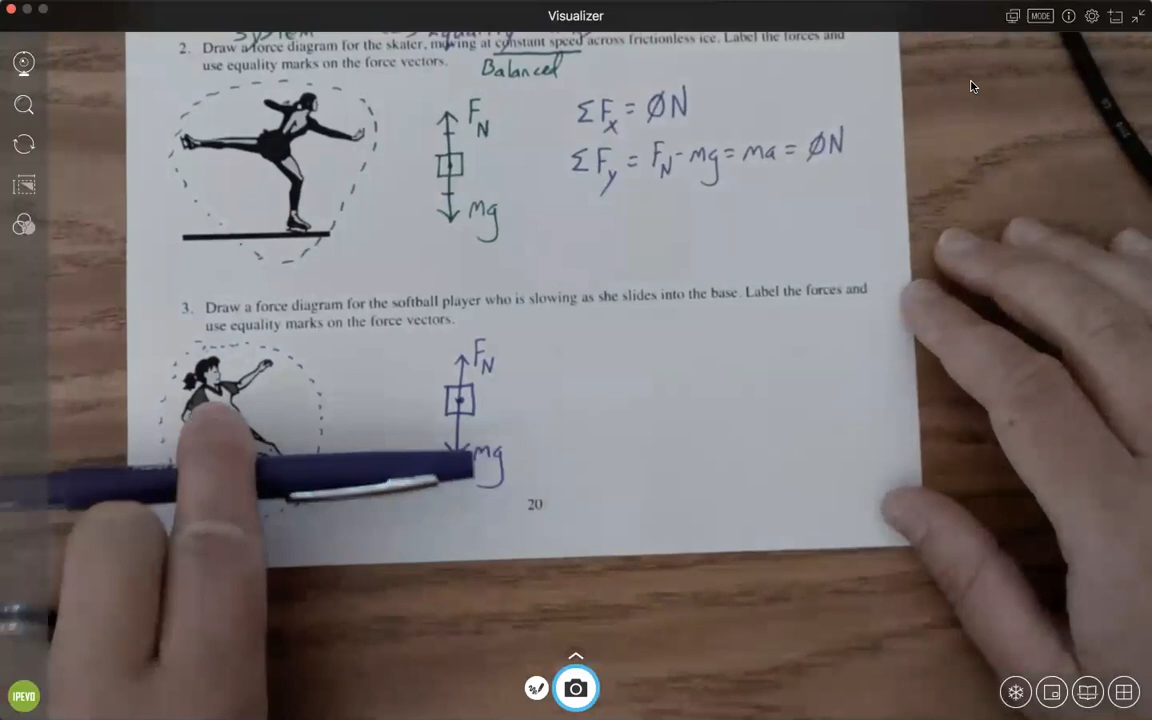 Visualizer
MODE
System
2. Draw a force diagram for the skater, moving at constant speed across frictionless ice. Label the forces and
use equality marks on the force vectors.
Balanced
F_N
mg
ΣF_x = ØN
ΣF_y = F_N - mg = ma = ØN
3. Draw a force diagram for the softball player who is slowing as she slides into the base. Label the forces and
use equality marks on the force vectors.
F_N
mg
20
IPEVO